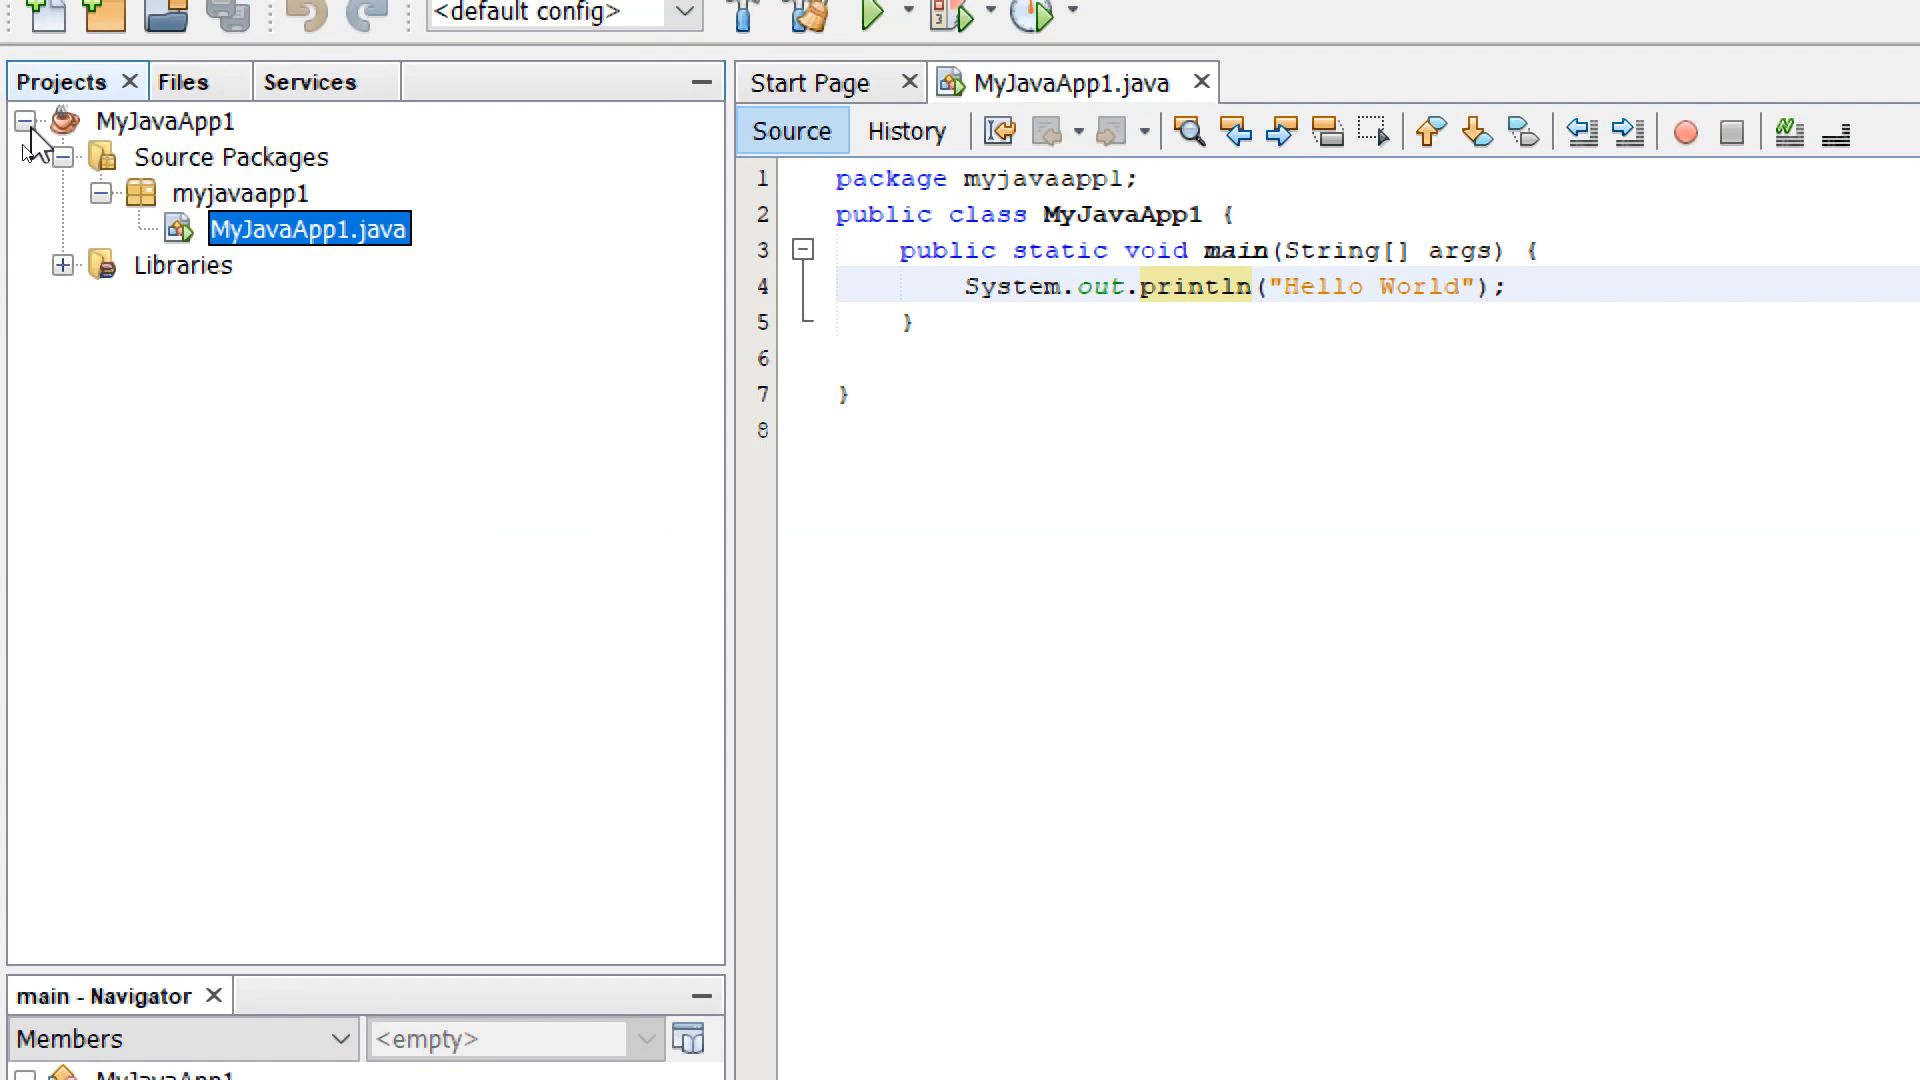 <default config>
Projects
Files
Services
MyJavaApp1
Source Packages
myjavaapp1
MyJavaApp1.java
Libraries
Start Page
MyJavaApp1.java
Source
History
1 package myjavaapp1;
2 public class MyJavaApp1 {
3 public static void main(String[] args) {
4 System.out.println("Hello World");
5 }
6
7 }
8
main - Navigator
Members
<empty>
MyJavaApp1